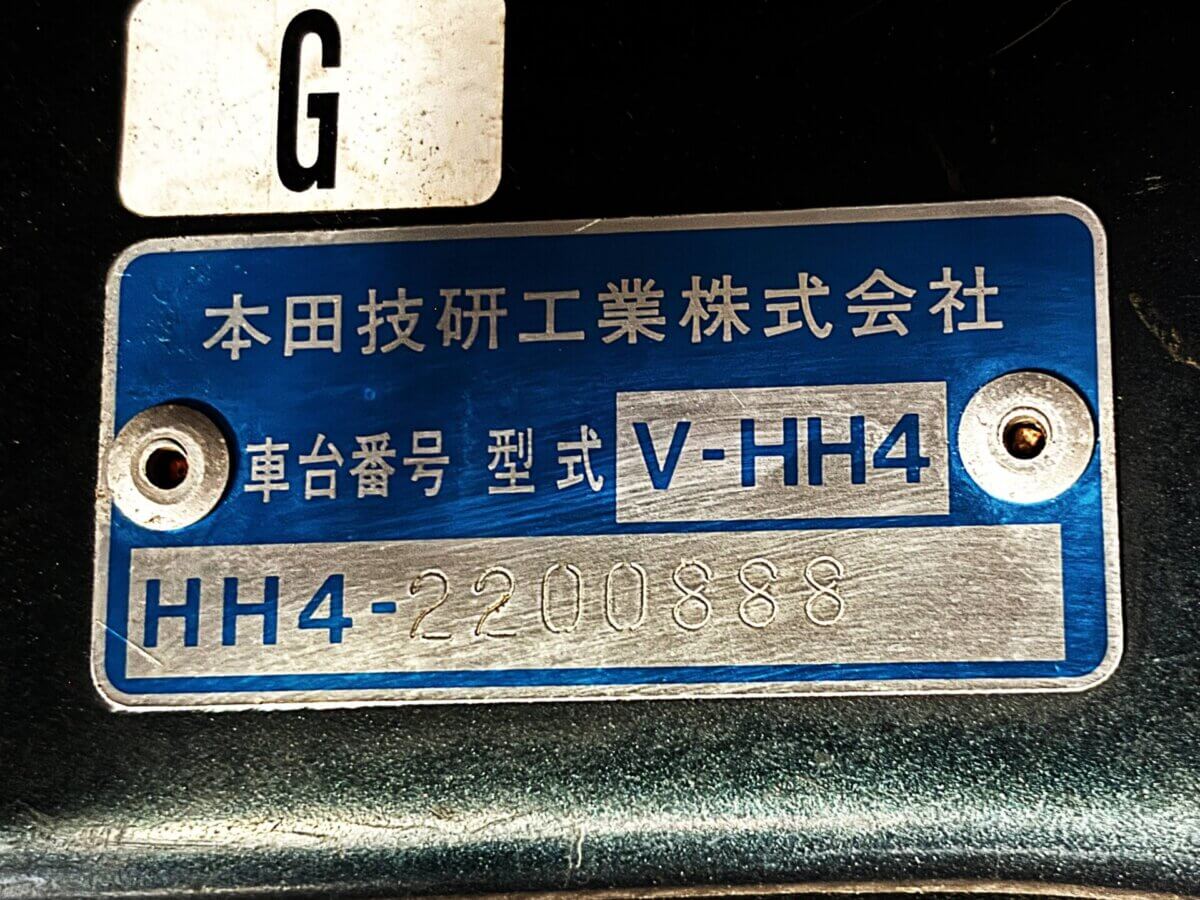 G
本田技研工業株式会社
車台番号 型式 V-HH4
HH4-2200888